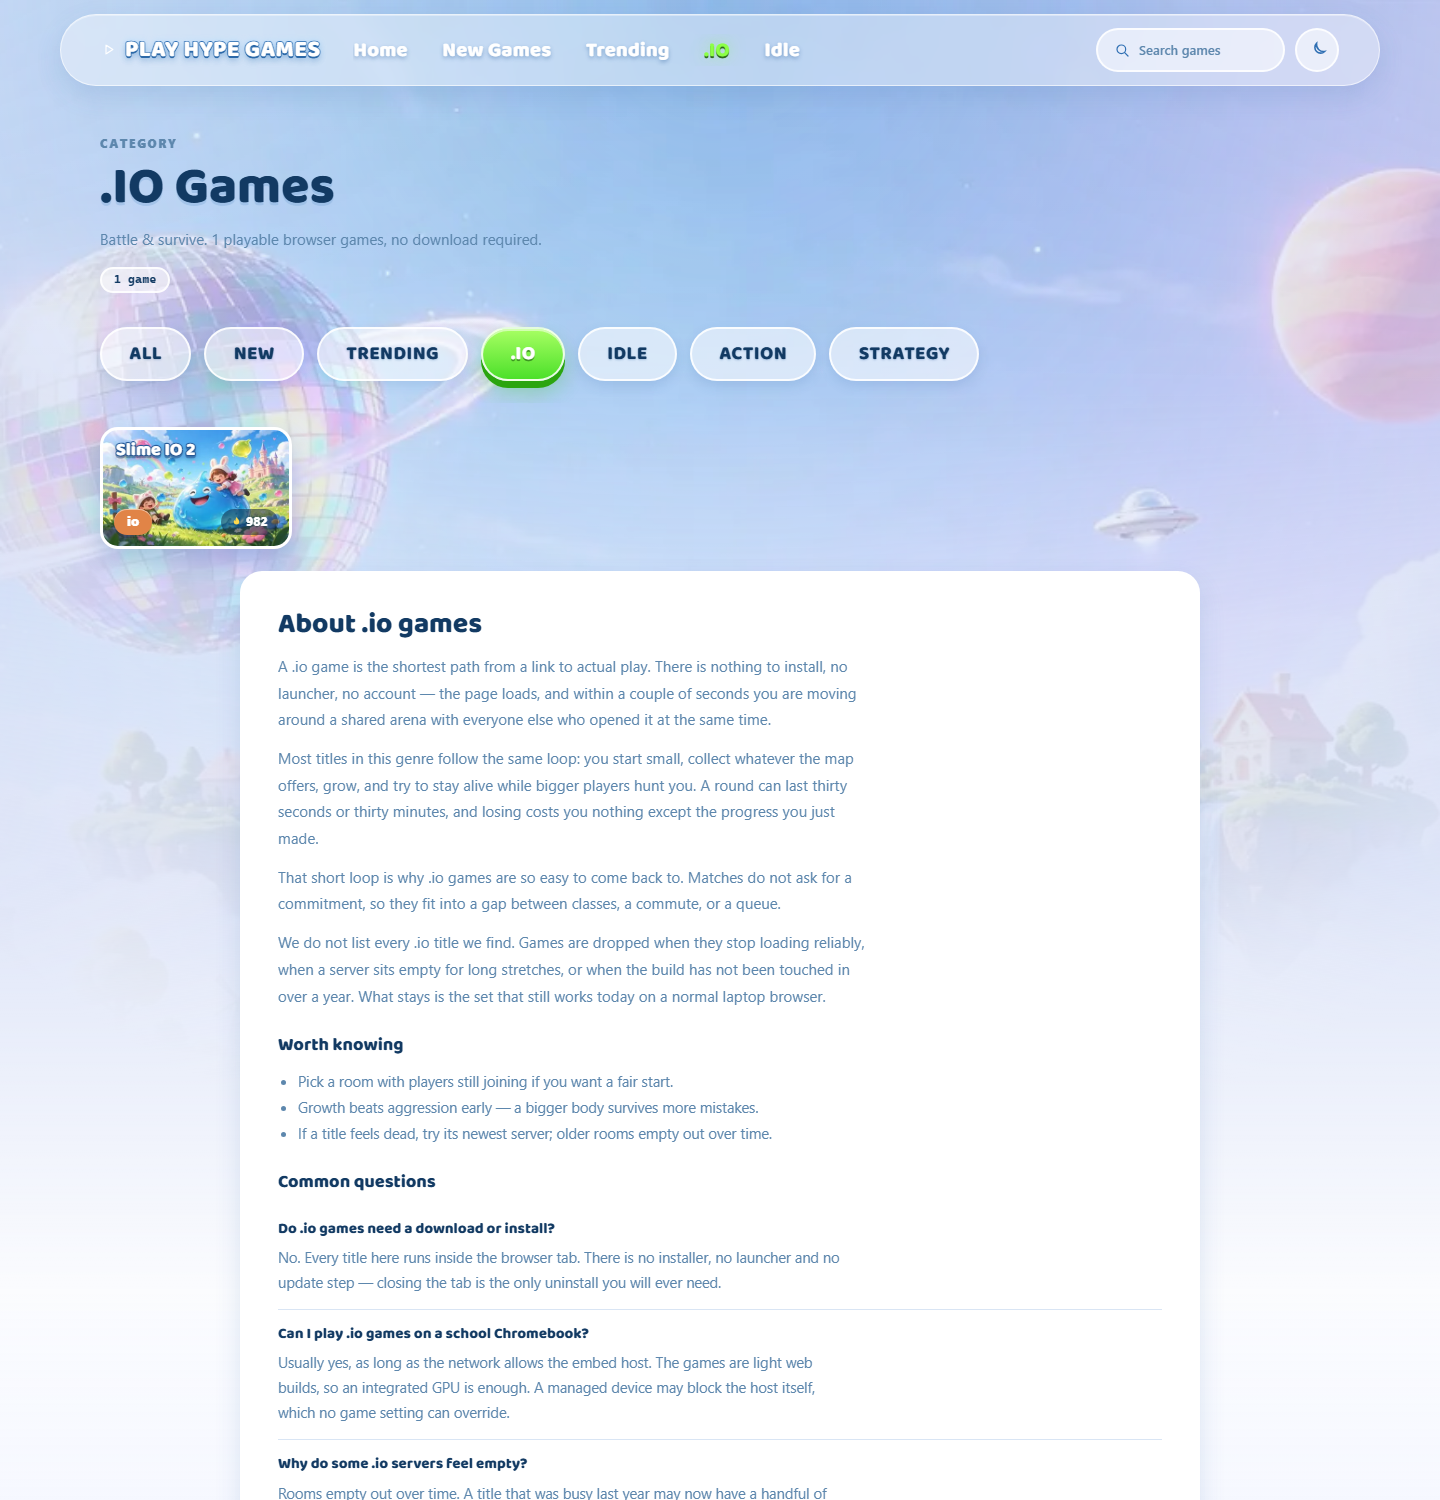 PLAY HYPE GAMES
Home
New Games
Trending
.IO
Idle
Search games
CATEGORY
.IO Games
Battle & survive. 1 playable browser games, no download required.
1 game
ALL
NEW
TRENDING
.IO
IDLE
ACTION
STRATEGY
Slime IO 2
io
982
About .io games
A .io game is the shortest path from a link to actual play. There is nothing to install, no
launcher, no account — the page loads, and within a couple of seconds you are moving
around a shared arena with everyone else who opened it at the same time.
Most titles in this genre follow the same loop: you start small, collect whatever the map
offers, grow, and try to stay alive while bigger players hunt you. A round can last thirty
seconds or thirty minutes, and losing costs you nothing except the progress you just
made.
That short loop is why .io games are so easy to come back to. Matches do not ask for a
commitment, so they fit into a gap between classes, a commute, or a queue.
We do not list every .io title we find. Games are dropped when they stop loading reliably,
when a server sits empty for long stretches, or when the build has not been touched in
over a year. What stays is the set that still works today on a normal laptop browser.
Worth knowing
• Pick a room with players still joining if you want a fair start.
• Growth beats aggression early — a bigger body survives more mistakes.
• If a title feels dead, try its newest server; older rooms empty out over time.
Common questions
Do .io games need a download or install?
No. Every title here runs inside the browser tab. There is no installer, no launcher and no
update step — closing the tab is the only uninstall you will ever need.
Can I play .io games on a school Chromebook?
Usually yes, as long as the network allows the embed host. The games are light web
builds, so an integrated GPU is enough. A managed device may block the host itself,
which no game setting can override.
Why do some .io servers feel empty?
Rooms empty out over time. A title that was busy last year may now have a handful of